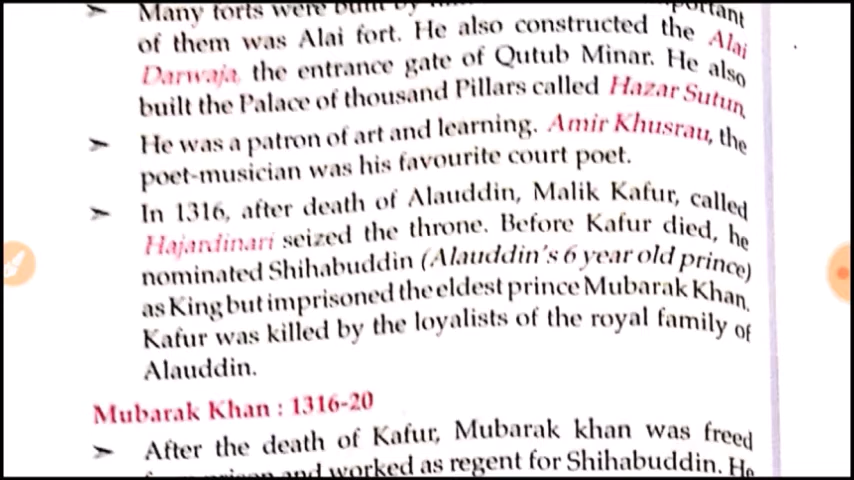 ➢ Many forts were built by
important
of them was Alai fort. He also constructed the Alai
Darwaja, the entrance gate of Qutub Minar. He also
built the Palace of thousand Pillars called Hazar Sutun.
➢ He was a patron of art and learning. Amir Khusrau, the
poet-musician was his favourite court poet.
➢ In 1316, after death of Alauddin, Malik Kafur, called
Hajardinari seized the throne. Before Kafur died, he
nominated Shihabuddin (Alauddin's 6 year old prince)
as King but imprisoned the eldest prince Mubarak Khan.
Kafur was killed by the loyalists of the royal family of
Alauddin.
Mubarak Khan : 1316-20
➢ After the death of Kafur, Mubarak khan was freed
prison and worked as regent for Shihabuddin. He